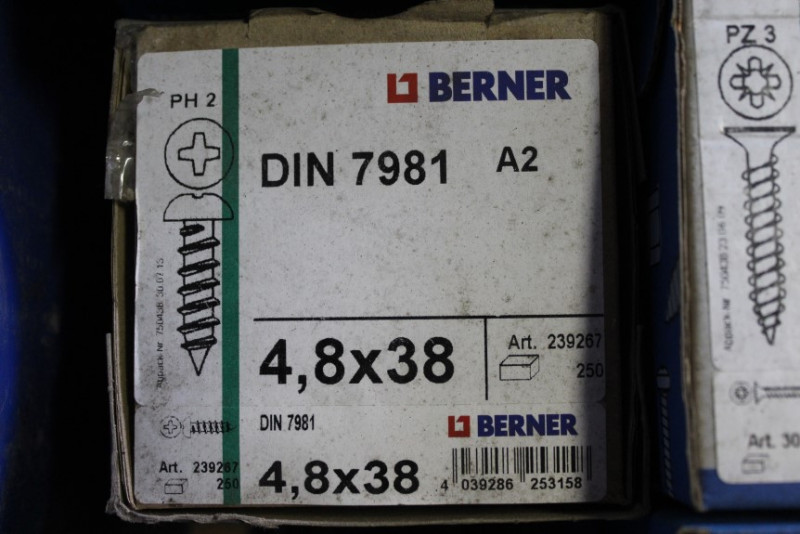 BERNER
PH 2
DIN 7981 A2
4,8x38
Art. 239267
250
DIN 7981
BERNER
Art. 239267
250
4,8x38
4 039286 253158
PZ 3
Art. 30